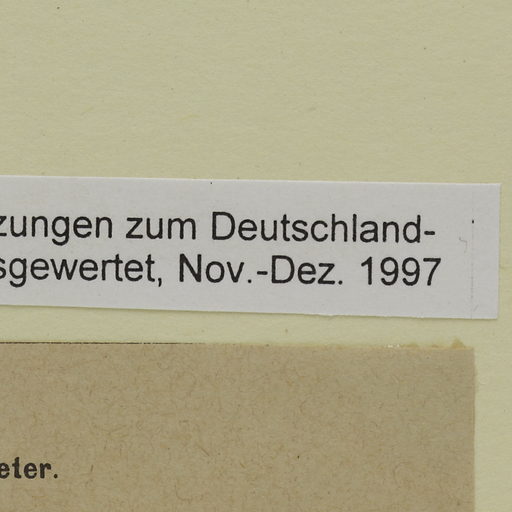 zungen zum Deutschland-
sgewertet, Nov.-Dez. 1997
eter.